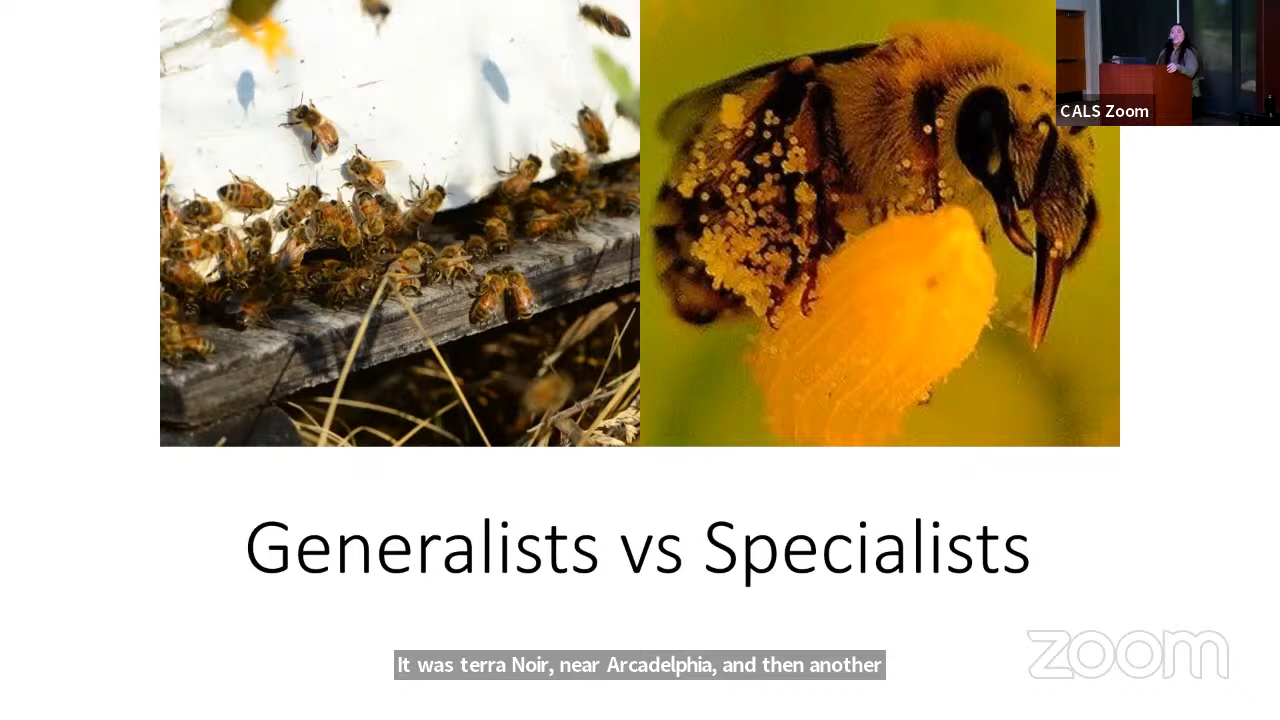 CALS Zoom
Generalists vs Specialists
It was terra Noir, near Arcadelphia, and then another
zoom